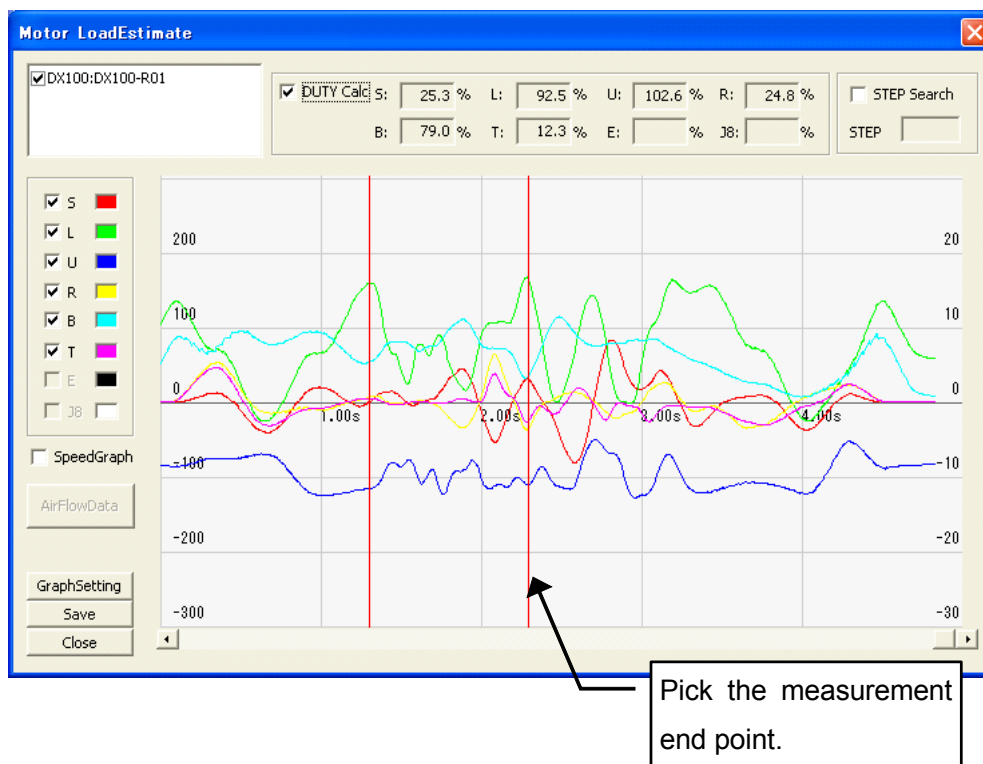 Motor LoadEstimate
DX100:DX100-R01
DUTY Calc S: 25.3 % L: 92.5 % U: 102.6 % R: 24.8 %
B: 79.0 % T: 12.3 % E: % J8: %
STEP Search
STEP
S
L
U
R
B
T
E
J8
SpeedGraph
AirFlowData
GraphSetting
Save
Close
200 20
100 10
0 0
1.00s 2.00s 3.00s 4.00s
-100 -10
-200 -20
-300 -30
Pick the measurement
end point.